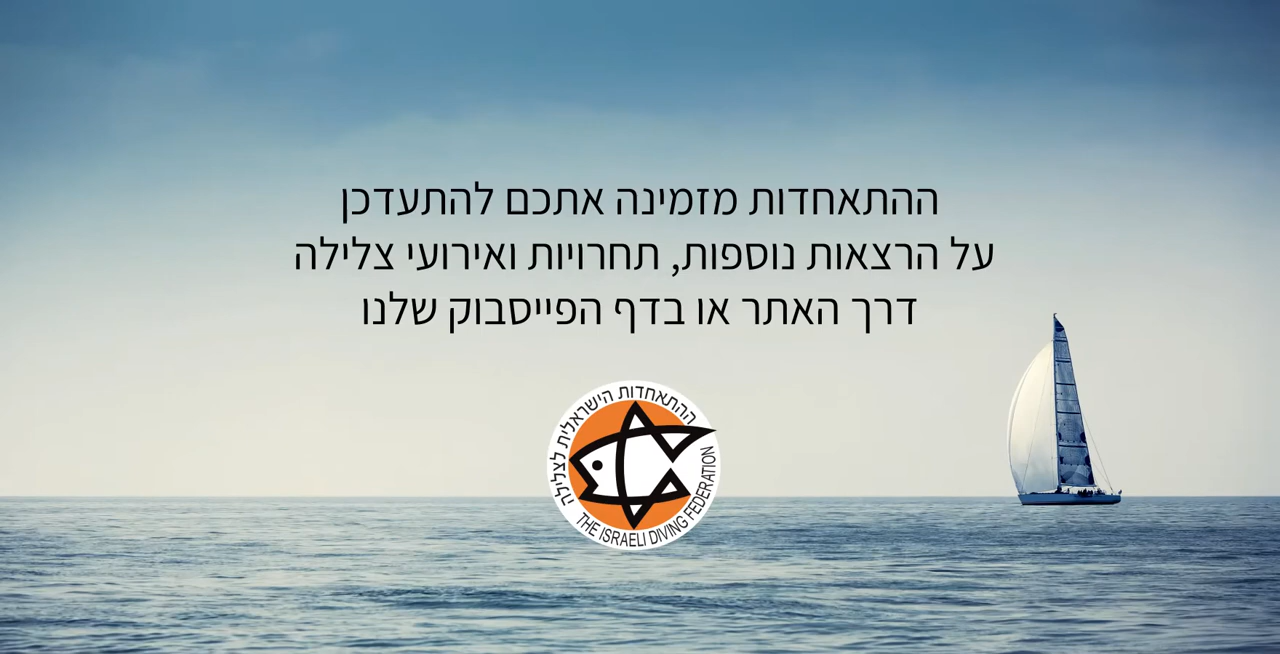 ההתאחדות מזמינה אתכם להתעדכן
על הרצאות נוספות, תחרויות ואירועי צלילה
דרך האתר או בדף הפייסבוק שלנו
ההתאחדות הישראלית לצלילה
THE ISRAELI DIVING FEDERATION